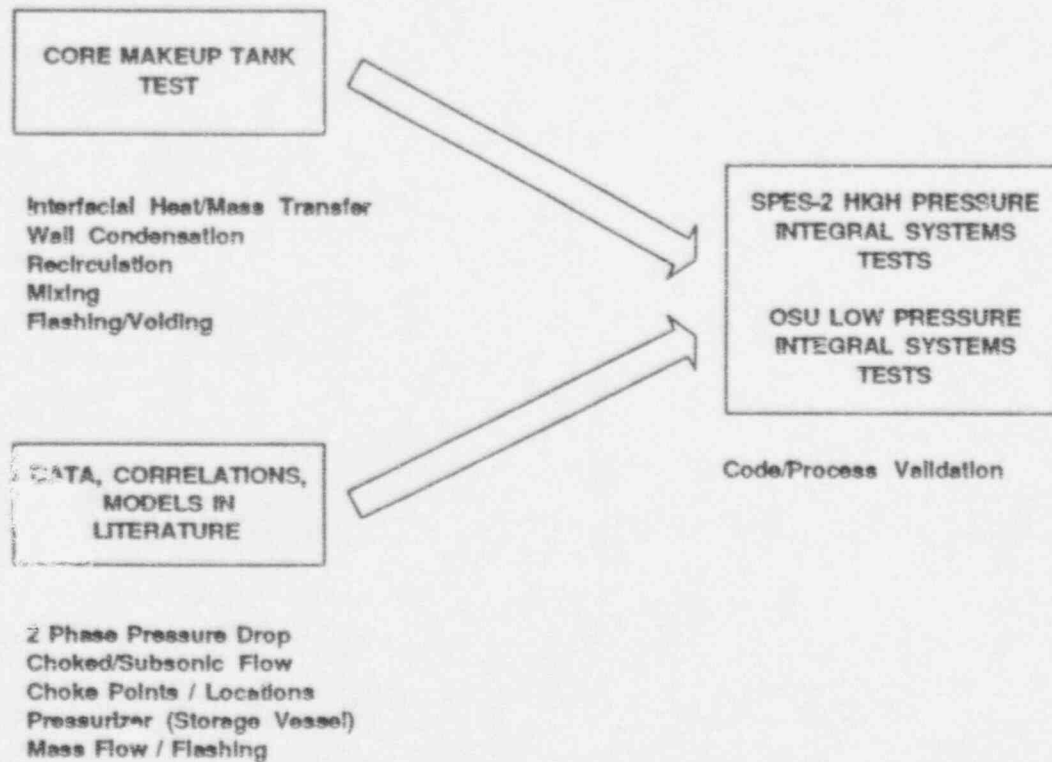 CORE MAKEUP TANK
TEST
Interfacial Heat/Mass Transfer
Wall Condensation
Recirculation
Mixing
Flashing/Voiding
DATA, CORRELATIONS,
MODELS IN
LITERATURE
2 Phase Pressure Drop
Choked/Subsonic Flow
Choke Points / Locations
Pressurizer (Storage Vessel)
Mass Flow / Flashing
SPES-2 HIGH PRESSURE
INTEGRAL SYSTEMS
TESTS
OSU LOW PRESSURE
INTEGRAL SYSTEMS
TESTS
Code/Process Validation